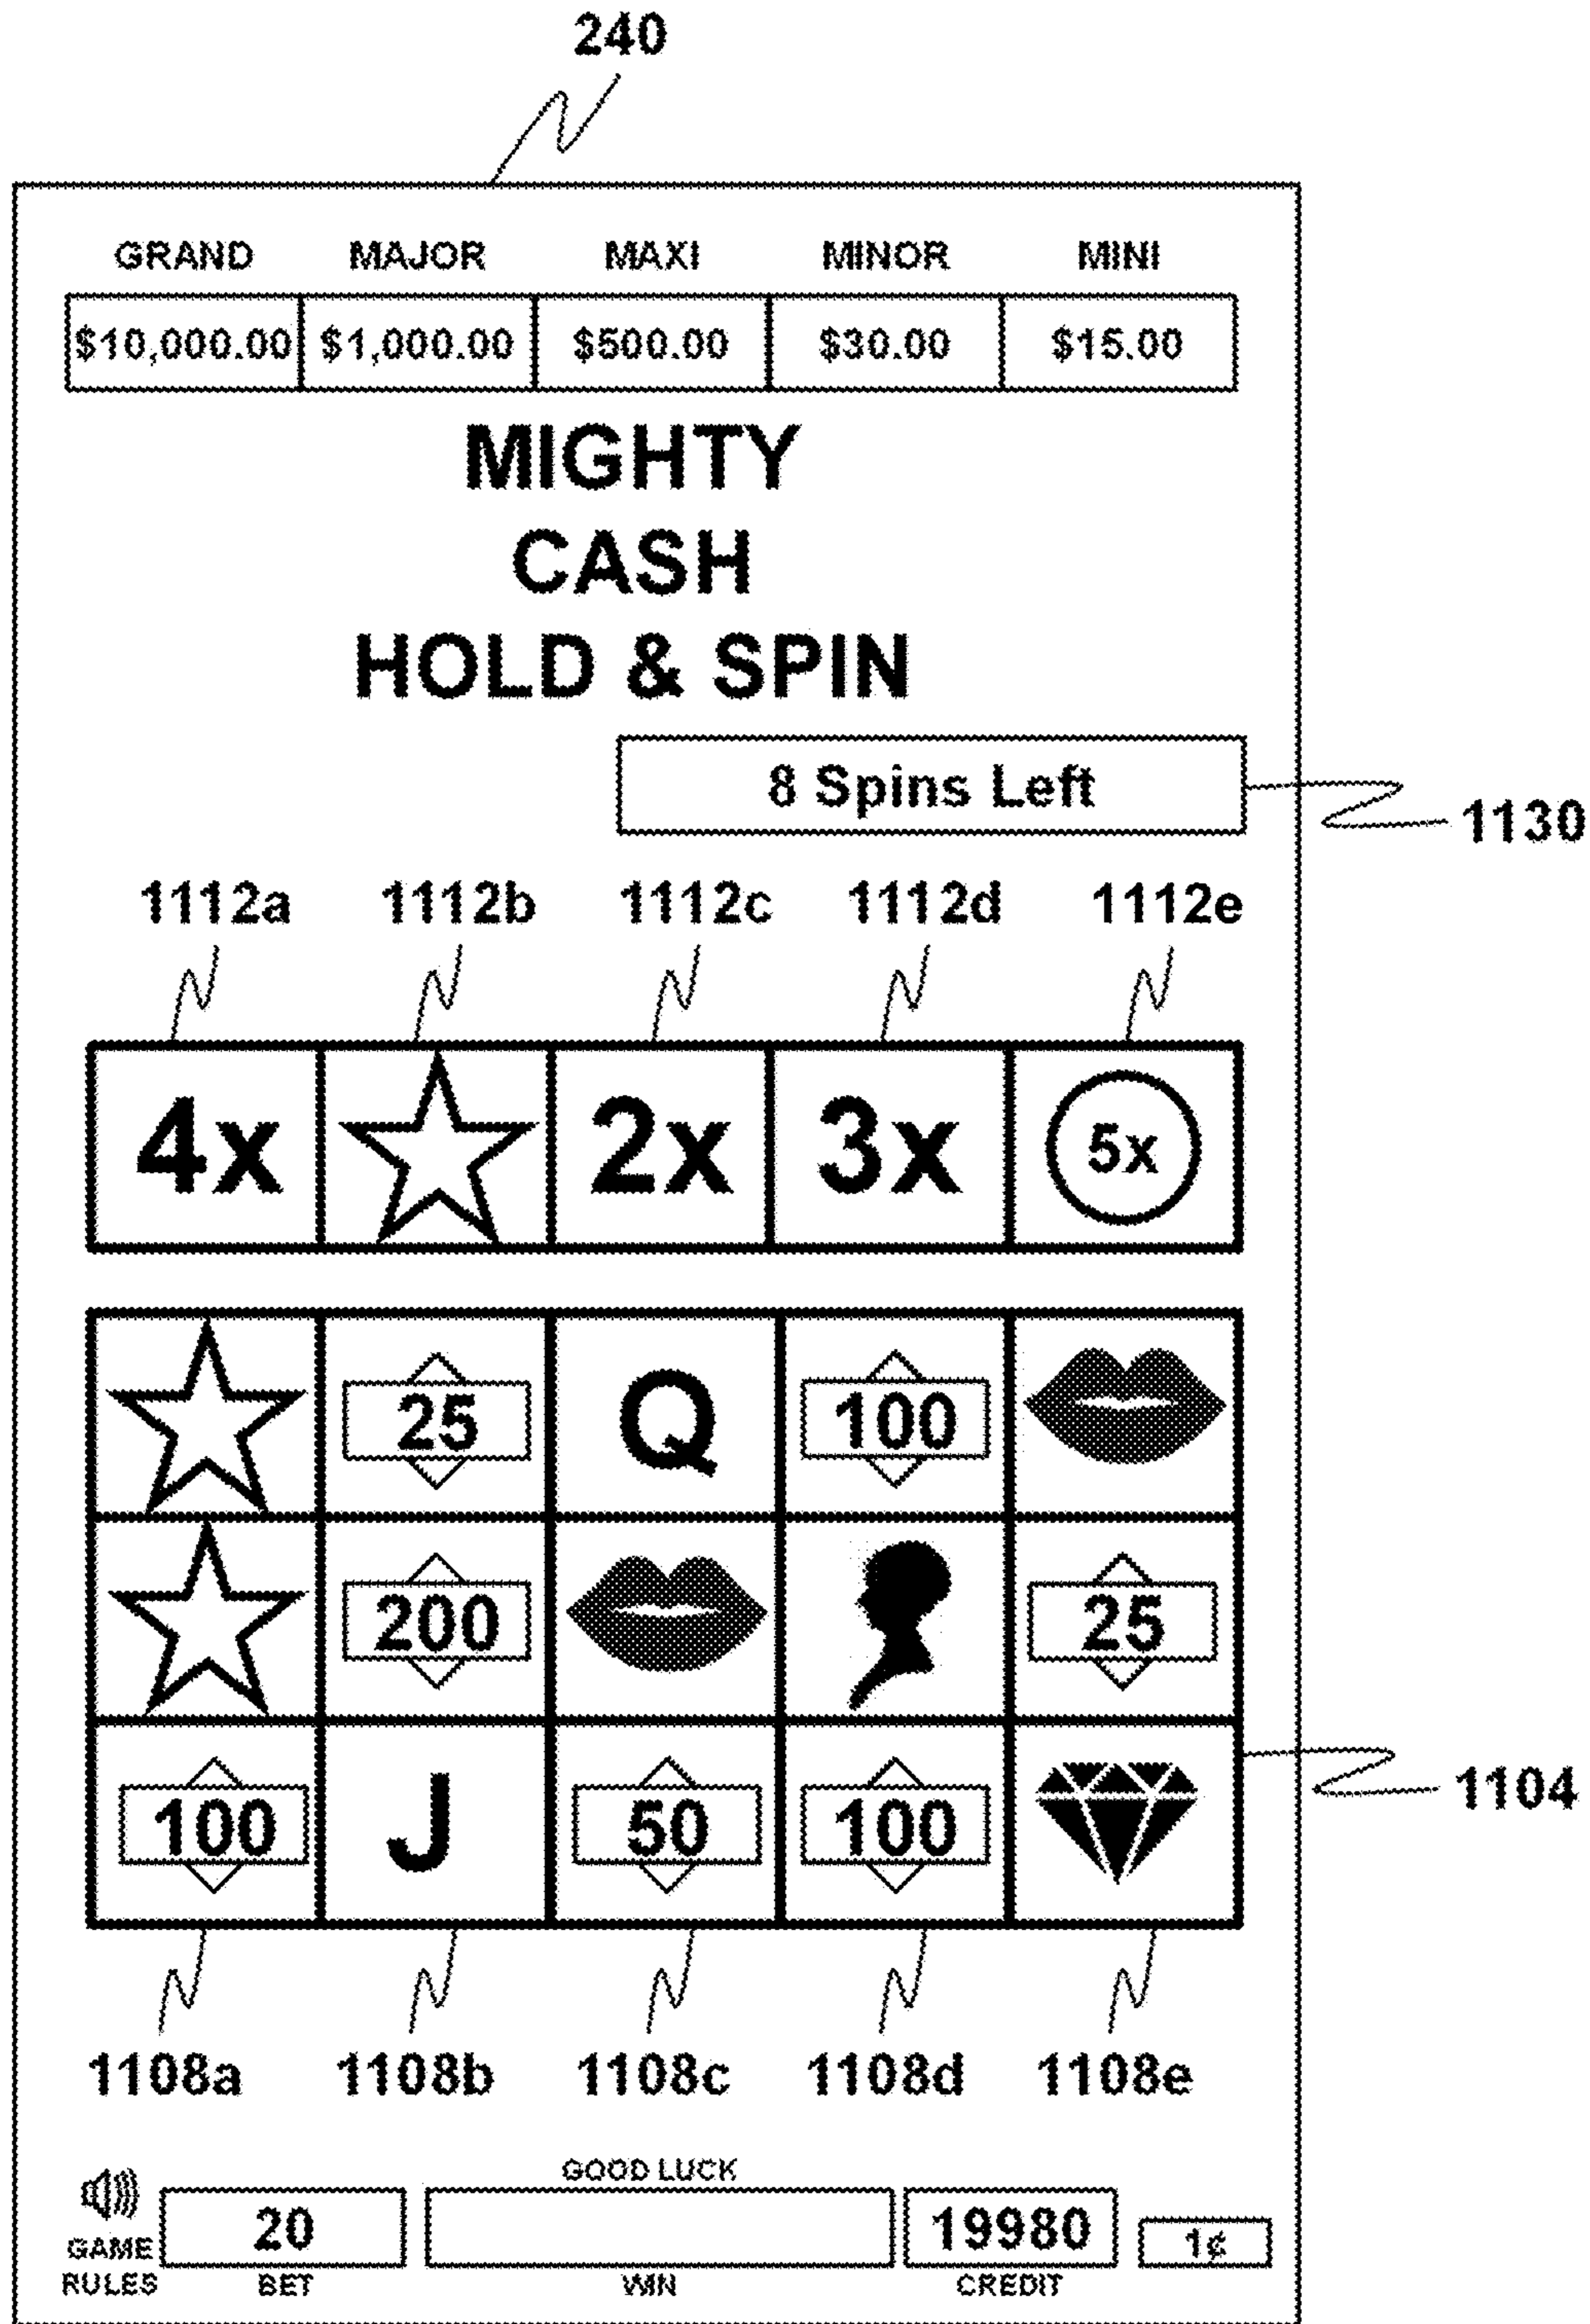 240
GRAND MAJOR MAXI MINOR MINI
$10,000.00 $1,000.00 $500.00 $30.00 $15.00
MIGHTY
CASH
HOLD & SPIN
8 Spins Left
1130
1112a 1112b 1112c 1112d 1112e
4x 2x 3x 5x
25 Q 100
200 25
100 J 50 100
1104
1108a 1108b 1108c 1108d 1108e
GOOD LUCK
20 19980 1¢
GAME
RULES BET WIN CREDIT